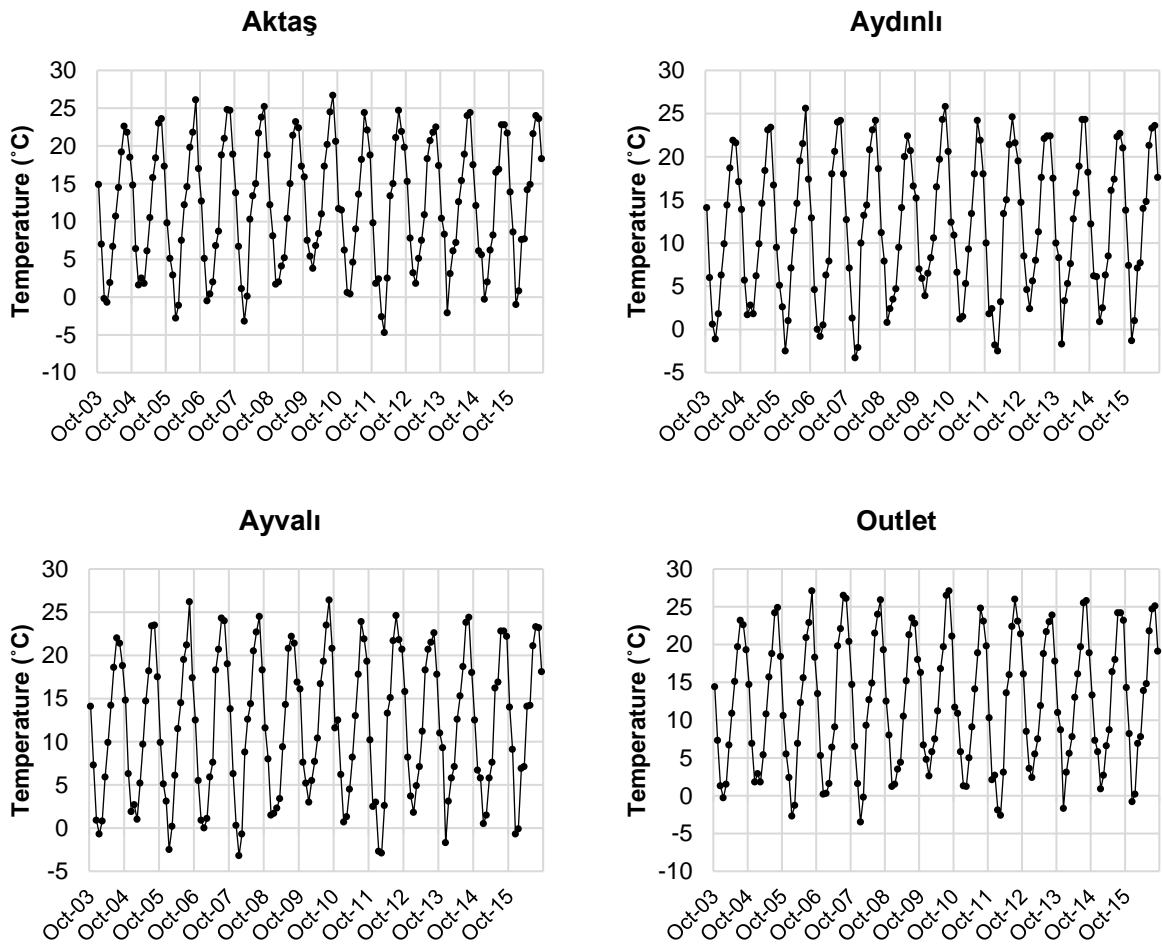 Aktaş
Temperature (˚C)
30
25
20
15
10
5
0
-5
-10
Oct-03
Oct-04
Oct-05
Oct-06
Oct-07
Oct-08
Oct-09
Oct-10
Oct-11
Oct-12
Oct-13
Oct-14
Oct-15
Aydınlı
Temperature (˚C)
30
25
20
15
10
5
0
-5
Oct-03
Oct-04
Oct-05
Oct-06
Oct-07
Oct-08
Oct-09
Oct-10
Oct-11
Oct-12
Oct-13
Oct-14
Oct-15
Ayvalı
Temperature (˚C)
30
25
20
15
10
5
0
-5
Oct-03
Oct-04
Oct-05
Oct-06
Oct-07
Oct-08
Oct-09
Oct-10
Oct-11
Oct-12
Oct-13
Oct-14
Oct-15
Outlet
Temperature (˚C)
30
25
20
15
10
5
0
-5
-10
Oct-03
Oct-04
Oct-05
Oct-06
Oct-07
Oct-08
Oct-09
Oct-10
Oct-11
Oct-12
Oct-13
Oct-14
Oct-15